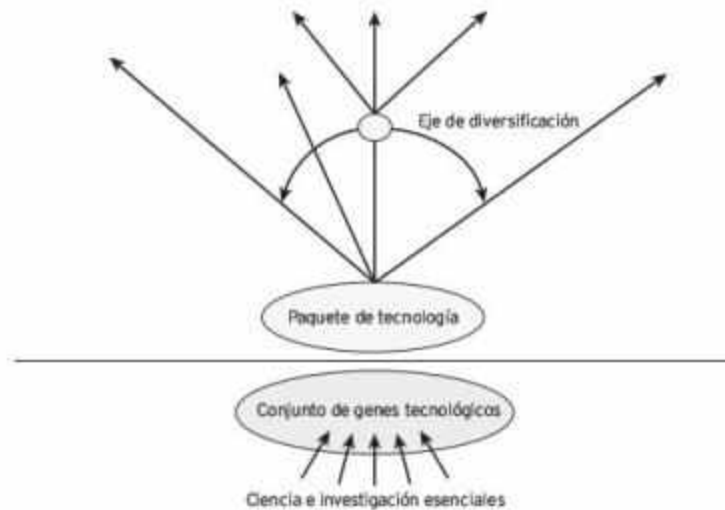 Eje de diversificación
Paquete de tecnología
Conjunto de genes tecnológicos
Ciencia e investigación esenciales